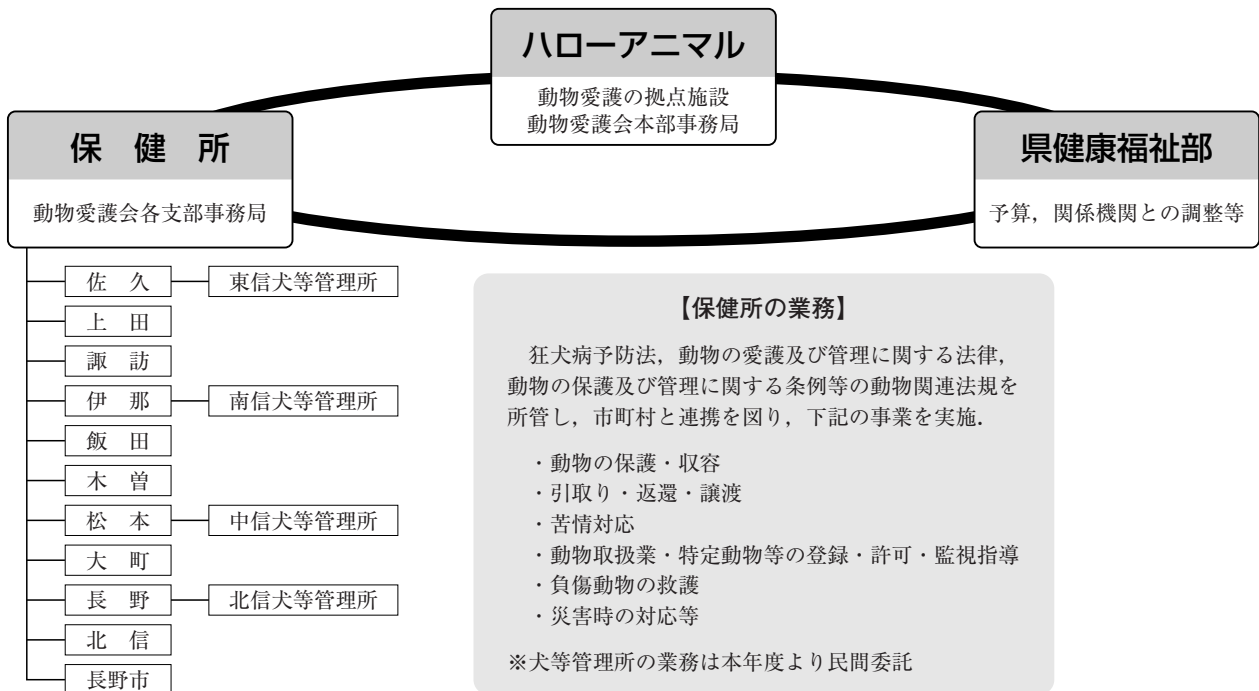 ハローアニマル
動物愛護の拠点施設
動物愛護会本部事務局
保　健　所
動物愛護会各支部事務局
県健康福祉部
予算，関係機関との調整等
佐　久
東信犬等管理所
上　田
諏　訪
伊　那
南信犬等管理所
飯　田
木　曽
松　本
中信犬等管理所
大　町
長　野
北信犬等管理所
北　信
長野市
【保健所の業務】
　狂犬病予防法，動物の愛護及び管理に関する法律，
動物の保護及び管理に関する条例等の動物関連法規を
所管し，市町村と連携を図り，下記の事業を実施．
・動物の保護・収容
・引取り・返還・譲渡
・苦情対応
・動物取扱業・特定動物等の登録・許可・監視指導
・負傷動物の救護
・災害時の対応等
※犬等管理所の業務は本年度より民間委託